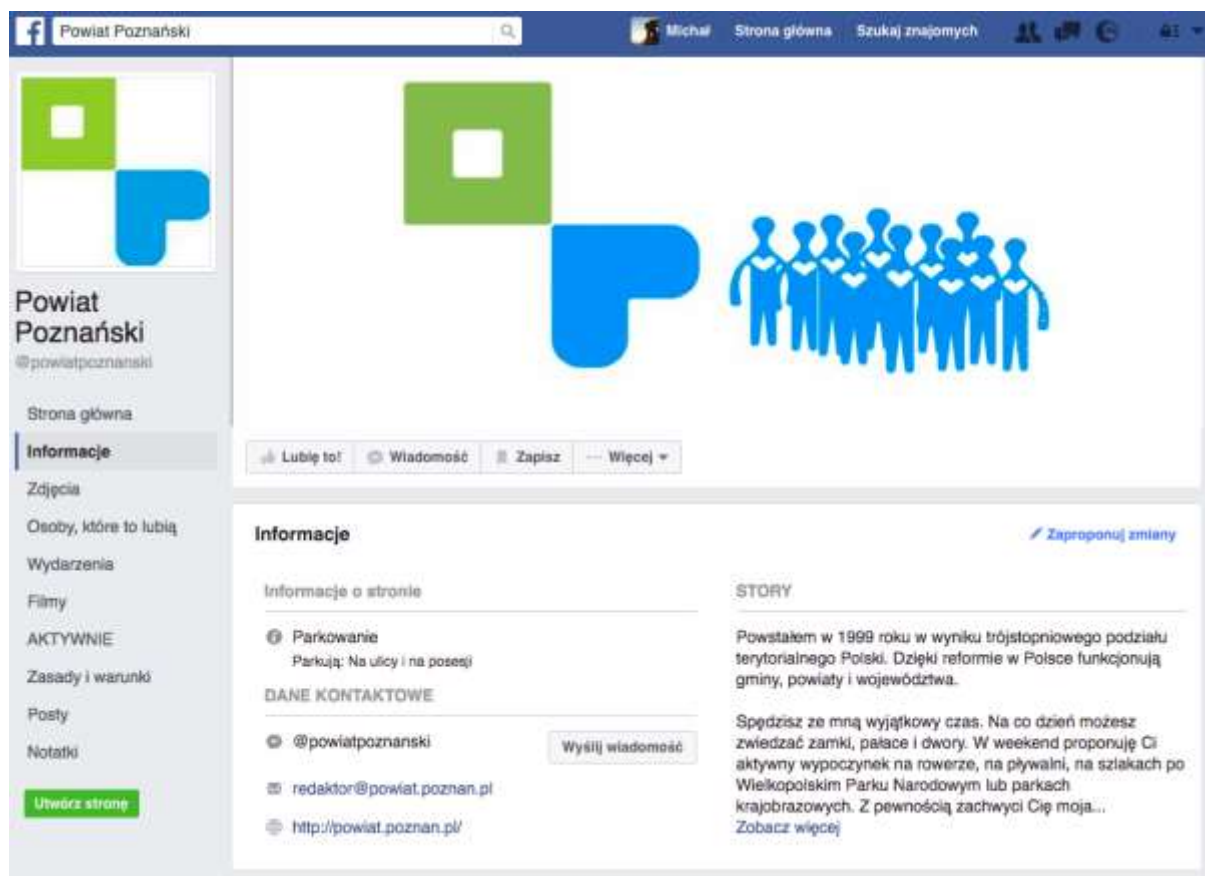 Powiat Poznański
Michał Strona główna Szukaj znajomych
Powiat
Poznański
@powiatpoznanski
Strona główna
Informacje
Zdjęcia
Osoby, które to lubią
Wydarzenia
Filmy
AKTYWNIE
Zasady i warunki
Posty
Notatki
Utwórz stronę
Lubię to! Wiadomość Zapisz Więcej
Informacje
Zaproponuj zmiany
Informacje o stronie
Parkowanie
Parkują: Na ulicy i na posesji
DANE KONTAKTOWE
@powiatpoznanski
Wyślij wiadomość
redaktor@powiat.poznan.pl
http://powiat.poznan.pl/
STORY
Powstałem w 1999 roku w wyniku trójstopniowego podziału
terytorialnego Polski. Dzięki reformie w Polsce funkcjonują
gminy, powiaty i województwa.
Spędzisz ze mną wyjątkowy czas. Na co dzień możesz
zwiedzać zamki, pałace i dwory. W weekend proponuję Ci
aktywny wypoczynek na rowerze, na pływalni, na szlakach po
Wielkopolskim Parku Narodowym lub parkach
krajobrazowych. Z pewnością zachwyci Cię moja...
Zobacz więcej